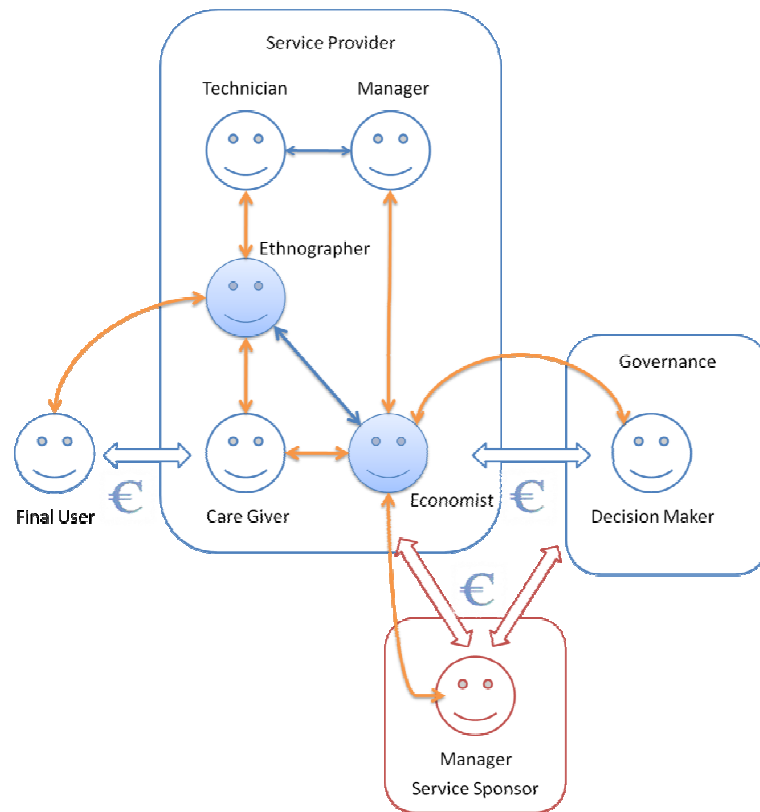 Service Provider
Technician
Manager
Ethnographer
Governance
€
Final User
Care Giver
Economist
€
Decision Maker
€
Manager
Service Sponsor